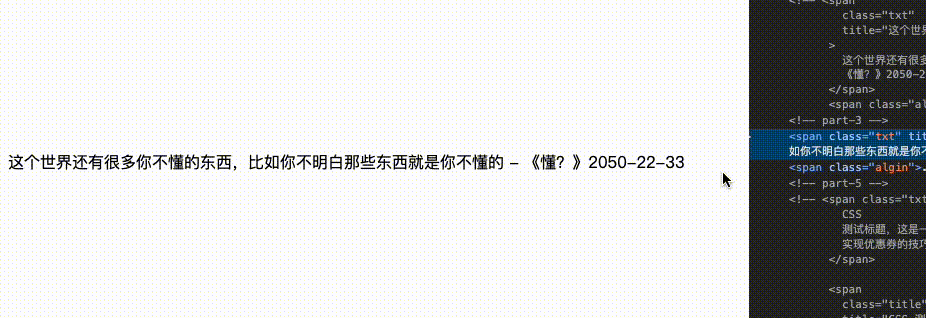 这个世界还有很多你不懂的东西，比如你不明白那些东西就是你不懂的 - 《懂？》2050-22-33
<!-- <span
class="txt"
title="这个世界
>
这个世界还有很多
《懂？》2050-2
</span>
<span class="al
<!-- part-3 -->
<span class="txt" tit
如你不明白那些东西就是你不
<span class="algin">.
<!-- part-5 -->
<!-- <span class="txt
CSS
测试标题，这是一
实现优惠券的技巧
</span>
<span
class="title"
title="CSS 测